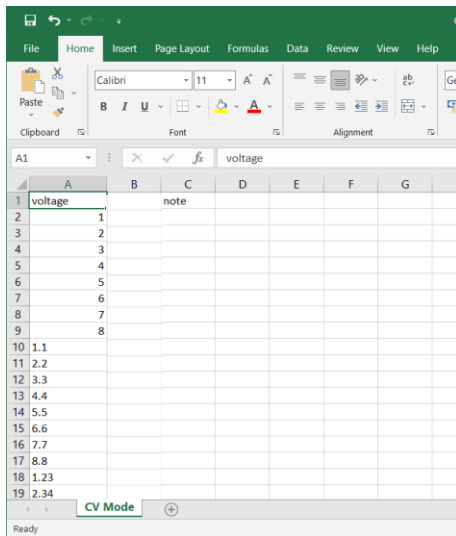 File Home Insert Page Layout Formulas Data Review View Help
Calibri 11 A A ab
Paste B I U A
Clipboard Font Alignment
A1 fx voltage
A B C D E F G
1 voltage note
2 1
3 2
4 3
5 4
6 5
7 6
8 7
9 8
10 1.1
11 2.2
12 3.3
13 4.4
14 5.5
15 6.6
16 7.7
17 8.8
18 1.23
19 2.34
CV Mode
Ready